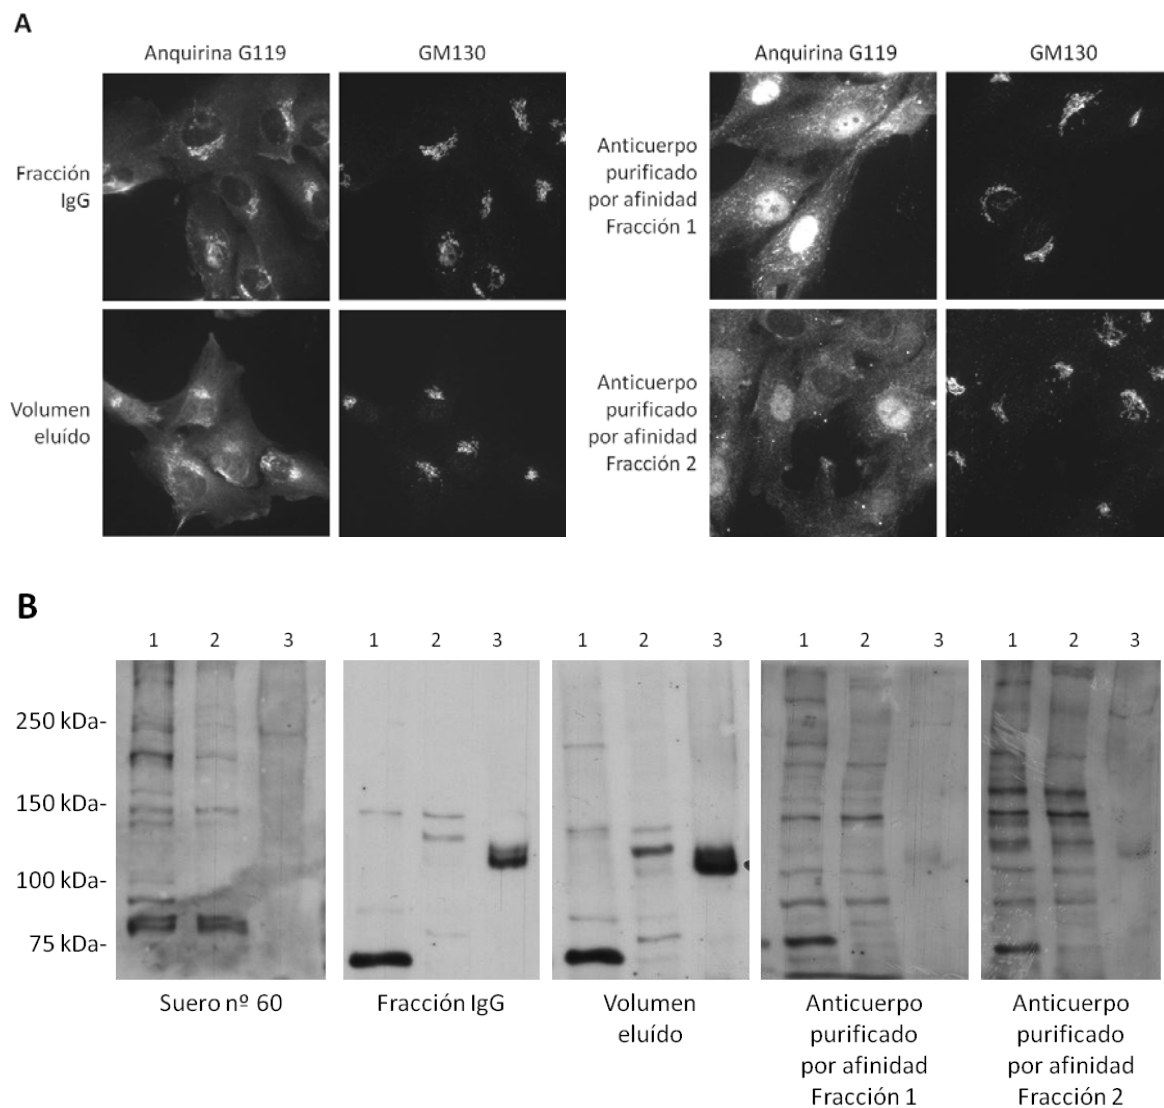 A
Anquirina G119
GM130
Anquirina G119
GM130
Fracción
IgG
Anticuerpo
purificado
por afinidad
Fracción 1
Volumen
eluído
Anticuerpo
purificado
por afinidad
Fracción 2
B
1 2 3
1 2 3
1 2 3
1 2 3
1 2 3
250 kDa-
150 kDa-
100 kDa-
75 kDa-
Suero nº 60
Fracción IgG
Volumen
eluído
Anticuerpo
purificado
por afinidad
Fracción 1
Anticuerpo
purificado
por afinidad
Fracción 2